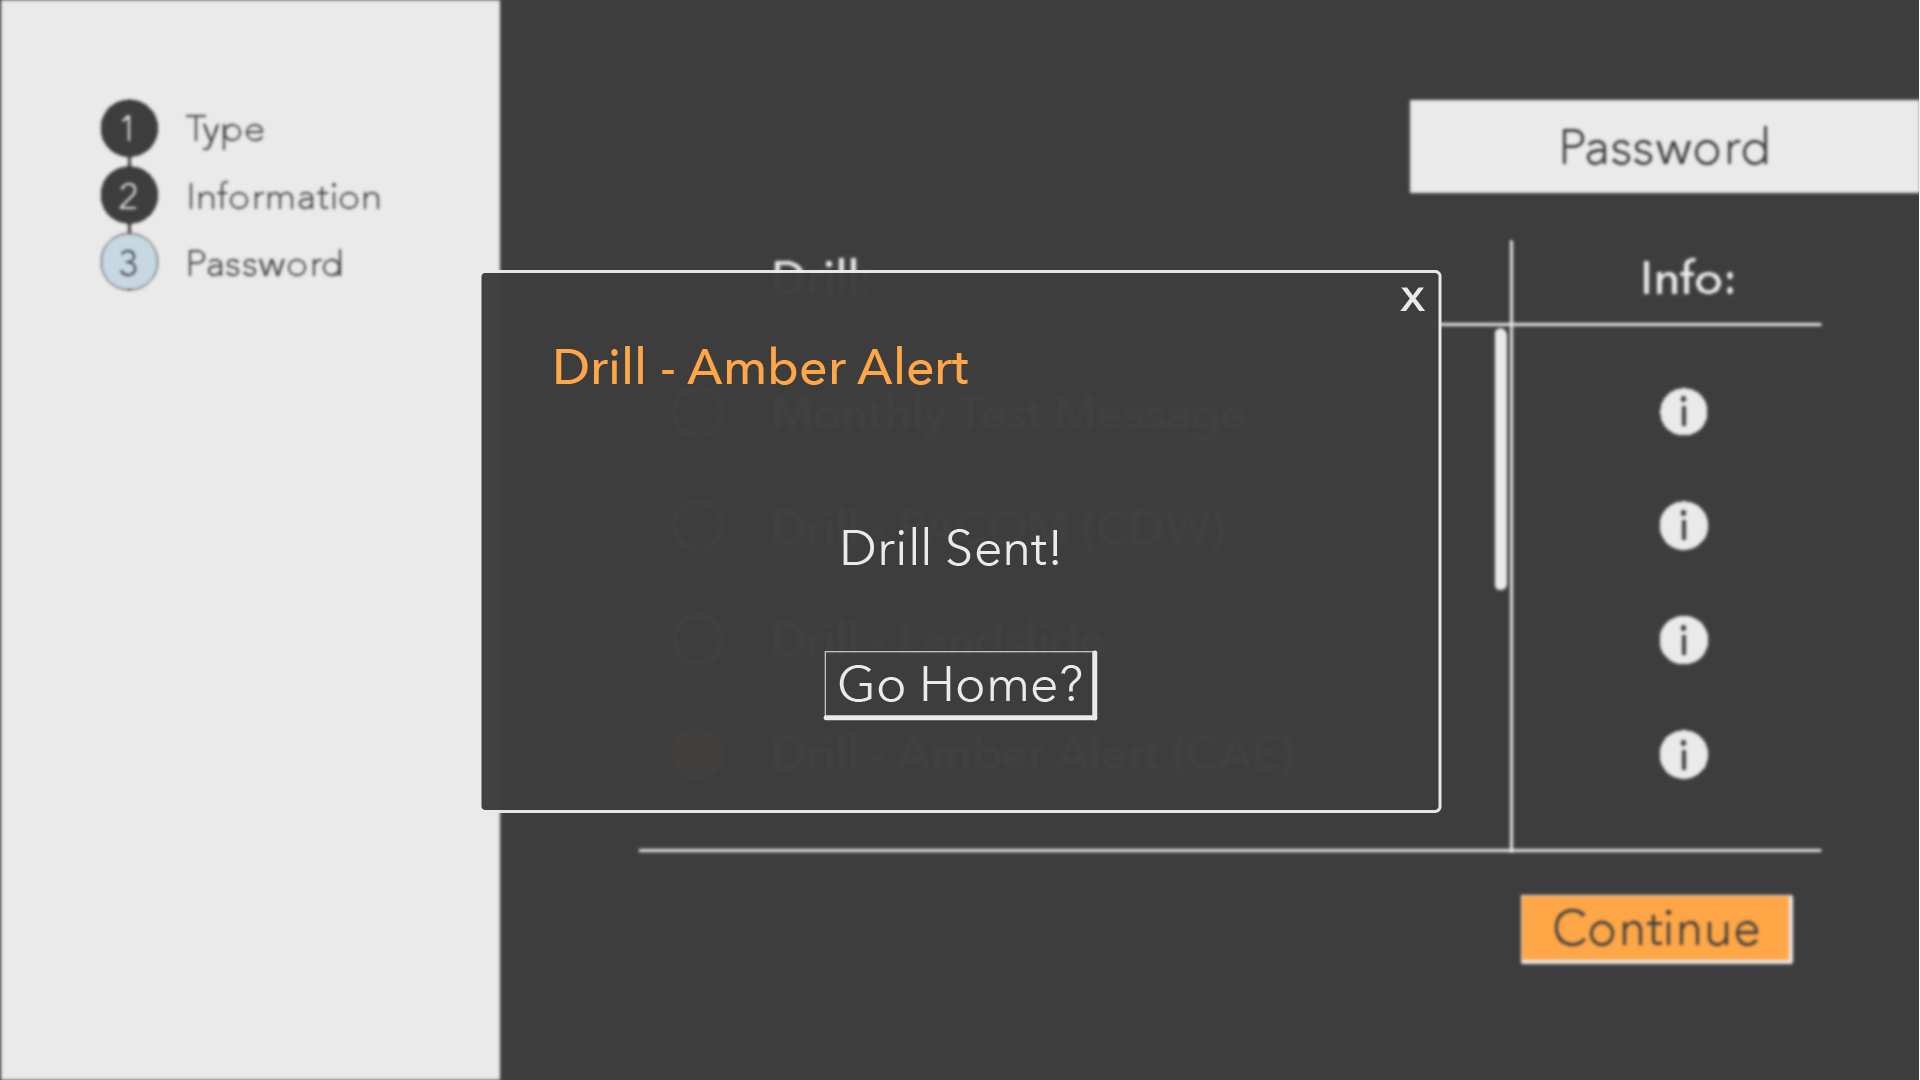 1 Type
2 Information
3 Password
Password
Drill:
Info:
X
Drill - Amber Alert
Monthly Test Message
i
Drill - PACOM (CDW)
i
Drill Sent!
Drill - Landslide
i
Go Home?
Drill - Amber Alert (CAE)
i
Continue